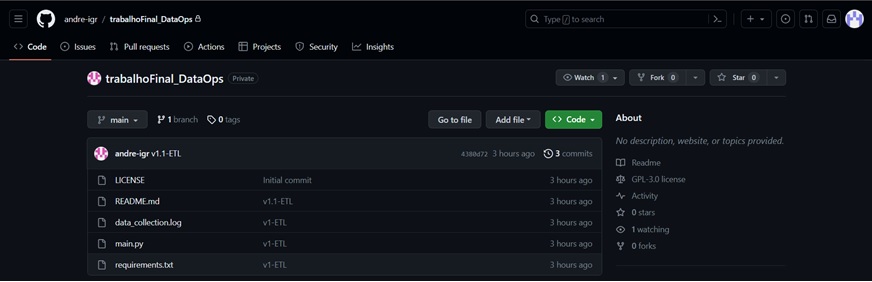 andre-igr / trabalhoFinal_DataOps
Type / to search
Code Issues Pull requests Actions Projects Security Insights
trabalhoFinal_DataOps Private
Watch 1 Fork 0 Star 0
main 1 branch 0 tags Go to file Add file Code
About
No description, website, or topics provided.
andre-igr v1.1-ETL 4380d72 3 hours ago 3 commits
LICENSE Initial commit 3 hours ago
README.md v1.1-ETL 3 hours ago
data_collection.log v1-ETL 3 hours ago
main.py v1-ETL 3 hours ago
requirements.txt v1-ETL 3 hours ago
Readme
GPL-3.0 license
Activity
0 stars
1 watching
0 forks